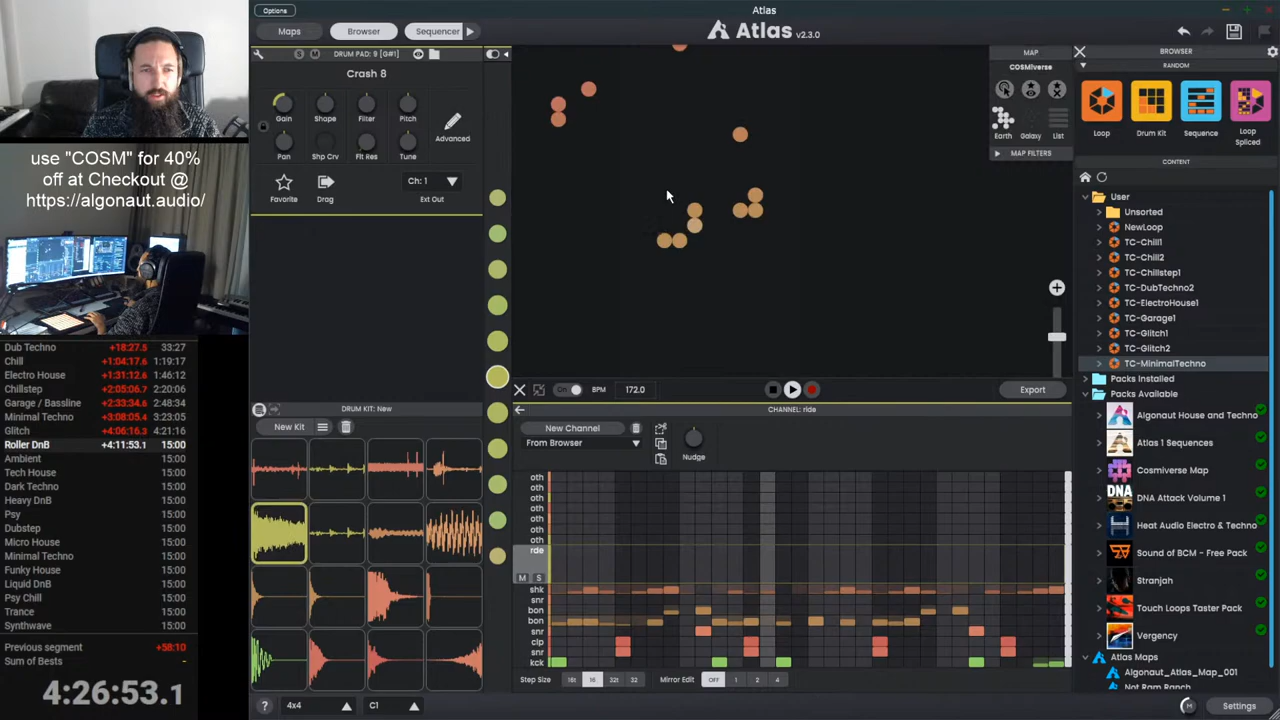 Options
Atlas
Maps
Browser
Sequencer
Atlas v2.3.0
DRUM PAD: 9 [G#1]
S
M
Crash 8
Gain
Shape
Filter
Pitch
Pan
Shp Crv
Flt Res
Tune
Advanced
Favorite
Drag
Ch: 1
Ext Out
MAP
COSMiverse
Earth
Galaxy
List
MAP FILTERS
BROWSER
RANDOM
Loop
Drum Kit
Sequence
Loop Spliced
CONTENT
User
Unsorted
NewLoop
TC-Chill1
TC-Chill2
TC-Chillstep1
TC-DubTechno2
TC-ElectroHouse1
TC-Garage1
TC-Glitch1
TC-Glitch2
TC-MinimalTechno
Packs Installed
Packs Available
Algonaut House and Techno
Atlas 1 Sequences
Cosmiverse Map
DNA Attack Volume 1
Heat Audio Electro & Techno
Sound of BCM - Free Pack
Stranjah
Touch Loops Taster Pack
Vergency
Atlas Maps
Algonaut_Atlas_Map_001
Not Ram Ranch
Settings
use "COSM" for 40%
off at Checkout @
https://algonaut.audio/
Dub Techno +18:27.5 33:27
Chill +1:04:17.6 1:19:17
Electro House +1:31:12.6 1:46:12
Chillstep +2:05:06.7 2:20:06
Garage / Bassline +2:33:34.6 2:48:34
Minimal Techno +3:08:05.4 3:23:05
Glitch +4:06:16.3 4:21:16
Roller DnB +4:11:53.1 15:00
Ambient 15:00
Tech House 15:00
Dark Techno 15:00
Heavy DnB 15:00
Psy 15:00
Dubstep 15:00
Micro House 15:00
Minimal Techno 15:00
Funky House 15:00
Liquid DnB 15:00
Psy Chill 15:00
Trance 15:00
Synthwave 15:00
Previous segment +58:10
Sum of Bests -
4:26:53.1
DRUM KIT: New
New Kit
4x4
C1
On
BPM
172.0
Export
CHANNEL: ride
New Channel
From Browser
Nudge
oth
oth
oth
oth
oth
oth
rde
M
S
shk
snr
bon
bon
snr
clp
snr
kck
Step Size
16t
16
32t
32
Mirror Edit
OFF
1
2
4